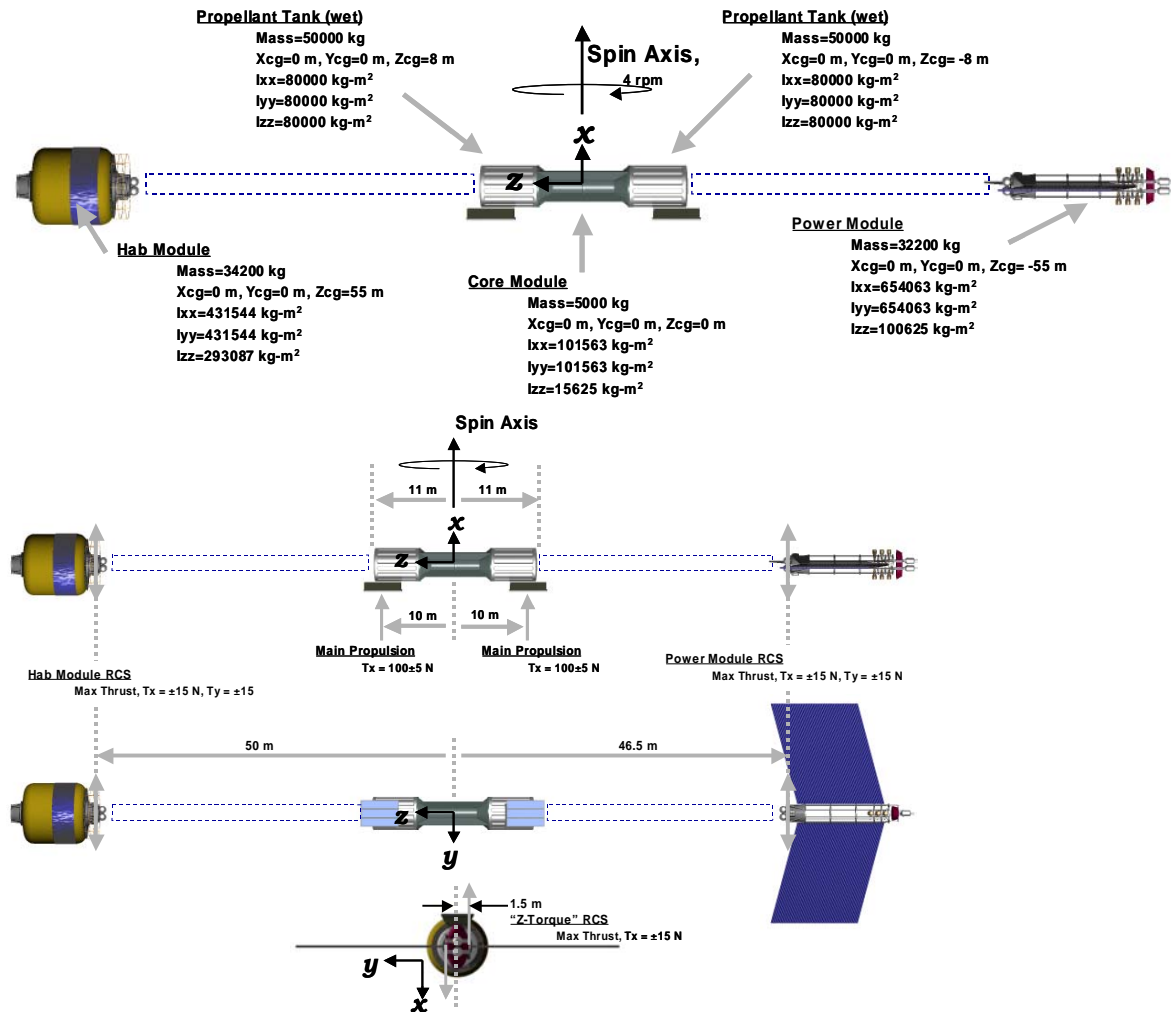 Propellant Tank (wet)
Mass=50000 kg
Xcg=0 m, Ycg=0 m, Zcg=8 m
Ixx=80000 kg-m²
Iyy=80000 kg-m²
Izz=80000 kg-m²
Spin Axis,
4 rpm
Propellant Tank (wet)
Mass=50000 kg
Xcg=0 m, Ycg=0 m, Zcg= -8 m
Ixx=80000 kg-m²
Iyy=80000 kg-m²
Izz=80000 kg-m²
x
z
Hab Module
Mass=34200 kg
Xcg=0 m, Ycg=0 m, Zcg=55 m
Ixx=431544 kg-m²
Iyy=431544 kg-m²
Izz=293087 kg-m²
Core Module
Mass=5000 kg
Xcg=0 m, Ycg=0 m, Zcg=0 m
Ixx=101563 kg-m²
Iyy=101563 kg-m²
Izz=15625 kg-m²
Power Module
Mass=32200 kg
Xcg=0 m, Ycg=0 m, Zcg= -55 m
Ixx=654063 kg-m²
Iyy=654063 kg-m²
Izz=100625 kg-m²
Spin Axis
11 m
11 m
x
z
10 m
10 m
Main Propulsion
Tx = 100±5 N
Main Propulsion
Tx = 100±5 N
Hab Module RCS
Max Thrust, Tx = ±15 N, Ty = ±15
Power Module RCS
Max Thrust, Tx = ±15 N, Ty = ±15 N
50 m
46.5 m
z
y
1.5 m
“Z-Torque” RCS
Max Thrust, Tx = ±15 N
y
x